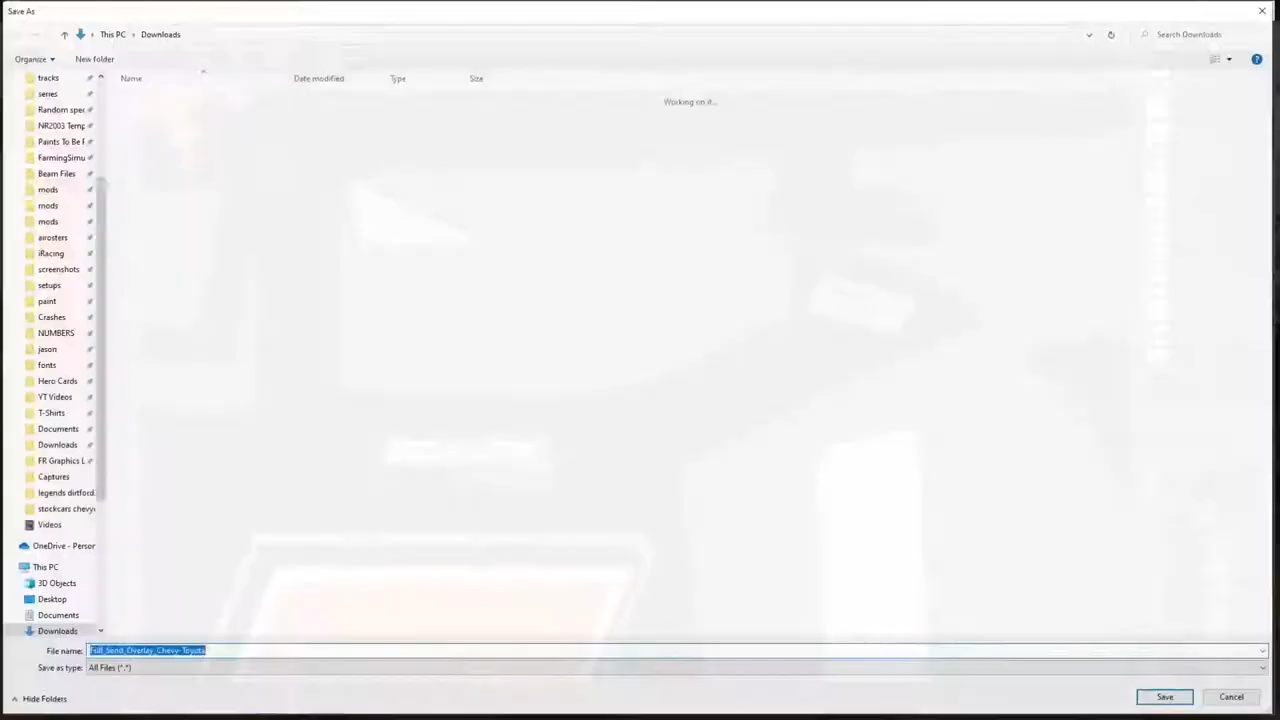 Save As
This PC › Downloads
Search Downloads
Organize
New folder
Name
Date modified
Type
Size
Working on it...
tracks
series
Random spec
NR2003 Temp
Paints To Be F
FarmingSimu
Beam Files
mods
mods
mods
airosters
iRacing
screenshots
setups
paint
Crashes
NUMBERS
jason
fonts
Hero Cards
YT Videos
T-Shirts
Documents
Downloads
FR Graphics L
Captures
legends dirtford.
stockcars chevy
Videos
OneDrive - Person
This PC
3D Objects
Desktop
Documents
Downloads
File name:
Full_Send_Overlay_Chevy-Toyota
Save as type:
All Files (*.*)
Hide Folders
Save
Cancel